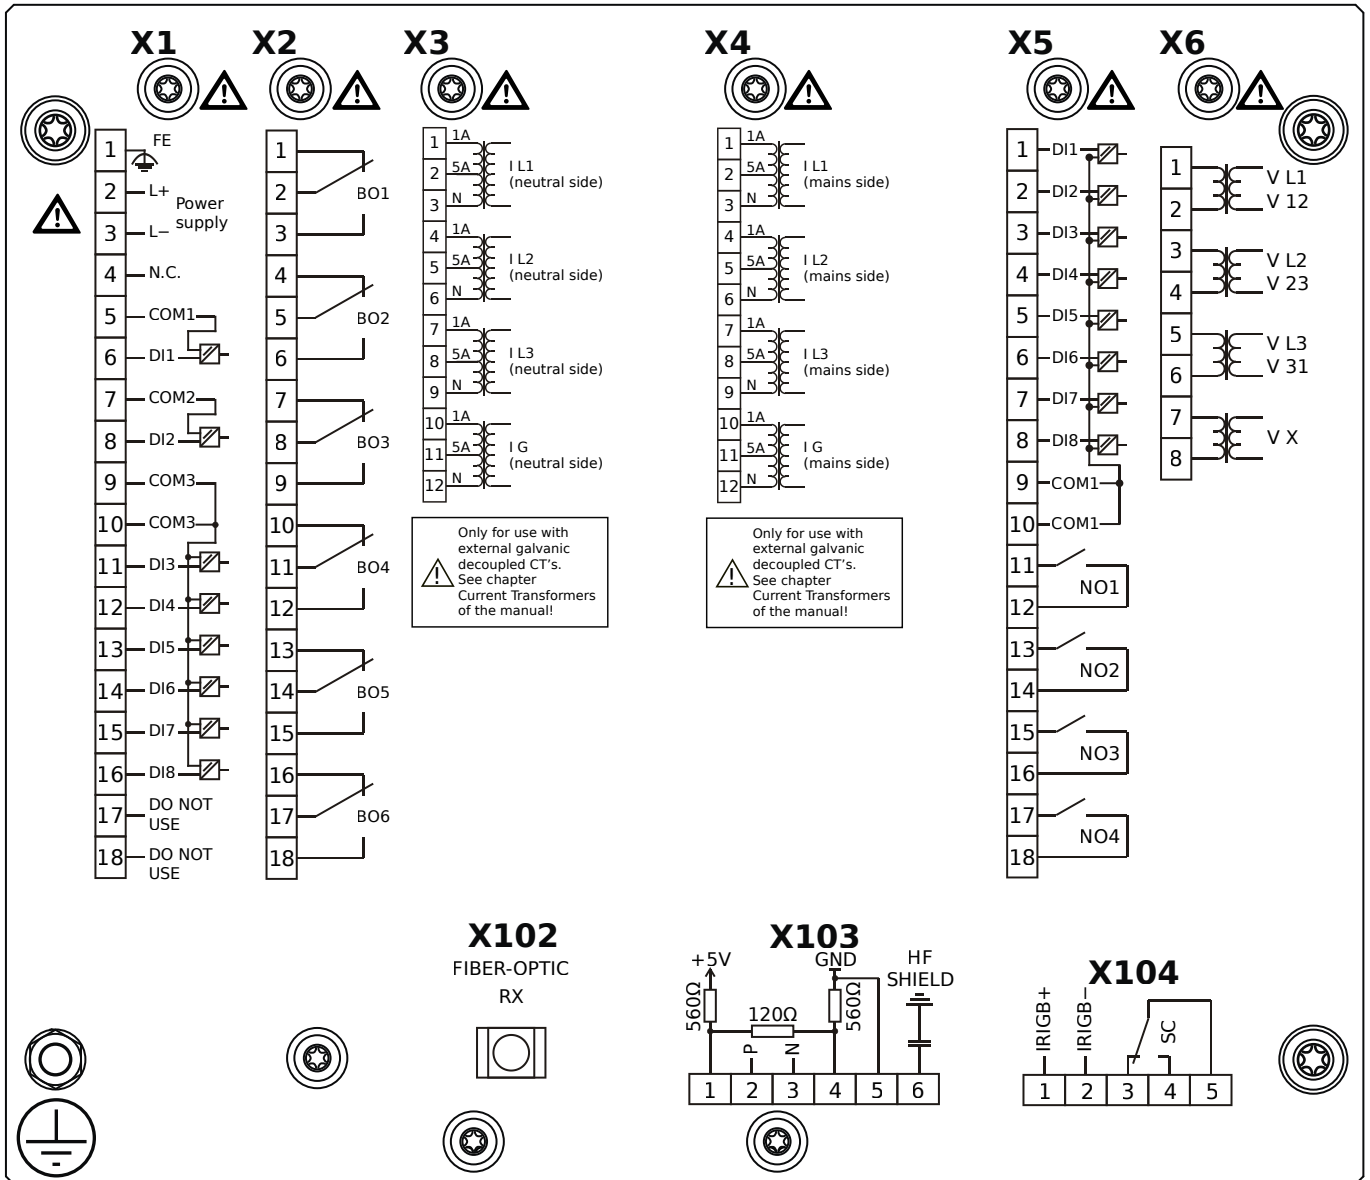 X1
X2
X3
X4
X5
X6
1
FE
2
L+
Power
supply
3
L−
4
N.C.
5
COM1
6
DI1
7
COM2
8
DI2
9
COM3
10
COM3
11
DI3
12
DI4
13
DI5
14
DI6
15
DI7
16
DI8
17
DO NOT
USE
18
DO NOT
USE
1
2
BO1
3
4
5
BO2
6
7
8
BO3
9
10
11
BO4
12
13
14
BO5
15
16
17
BO6
18
1
1A
2
5A
3
N
I L1
(neutral side)
4
1A
5
5A
6
N
I L2
(neutral side)
7
1A
8
5A
9
N
I L3
(neutral side)
10
1A
11
5A
12
N
I G
(neutral side)
Only for use with
external galvanic
decoupled CT's.
See chapter
Current Transformers
of the manual!
1
1A
2
5A
3
N
I L1
(mains side)
4
1A
5
5A
6
N
I L2
(mains side)
7
1A
8
5A
9
N
I L3
(mains side)
10
1A
11
5A
12
N
I G
(mains side)
Only for use with
external galvanic
decoupled CT's.
See chapter
Current Transformers
of the manual!
1
DI1
2
DI2
3
DI3
4
DI4
5
DI5
6
DI6
7
DI7
8
DI8
9
COM1
10
COM1
11
NO1
12
13
NO2
14
15
NO3
16
17
NO4
18
1
V L1
2
V 12
3
V L2
4
V 23
5
V L3
6
V 31
7
V X
8
X102
FIBER-OPTIC
RX
X103
+5V
GND
HF
SHIELD
560Ω
120Ω
560Ω
P
N
1 2 3 4 5 6
X104
IRIGB+
IRIGB−
SC
1 2 3 4 5